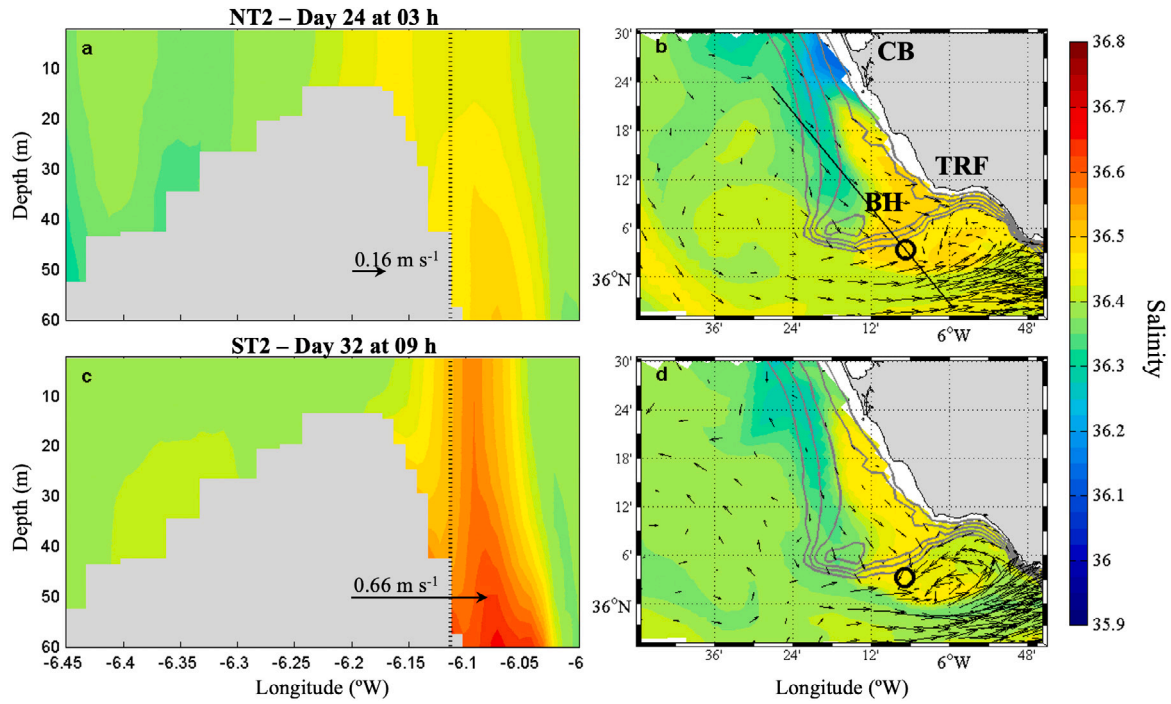 NT2 – Day 24 at 03 h
a
10
20
30
40
50
60
Depth (m)
0.16 m s⁻¹
b
CB
TRF
BH
30'
24'
18'
12'
6'
36°N
36'
24'
12'
6°W
48'
ST2 – Day 32 at 09 h
c
10
20
30
40
50
60
Depth (m)
0.66 m s⁻¹
-6.45
-6.4
-6.35
-6.3
-6.25
-6.2
-6.15
-6.1
-6.05
-6
Longitude (ºW)
d
30'
24'
18'
12'
6'
36°N
36'
24'
12'
6°W
48'
Longitude (ºW)
36.8
36.7
36.6
36.5
36.4
36.3
36.2
36.1
36
35.9
Salinity